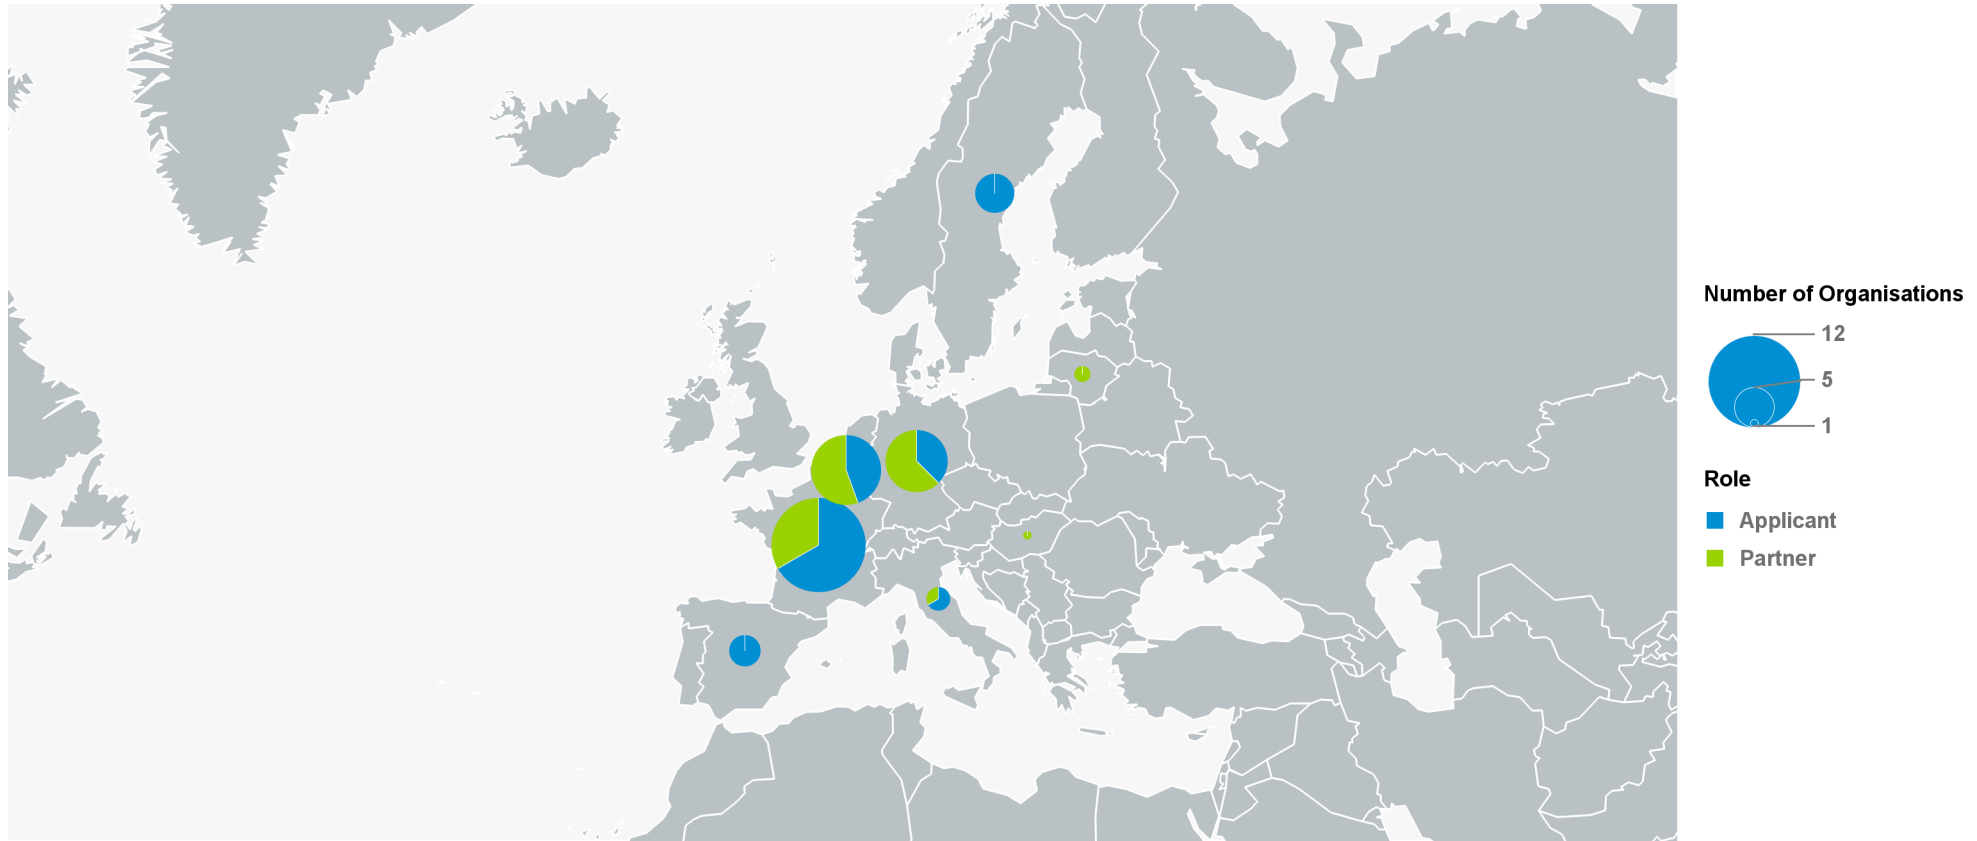 Number of Organisations
12
5
1
Role
Applicant
Partner